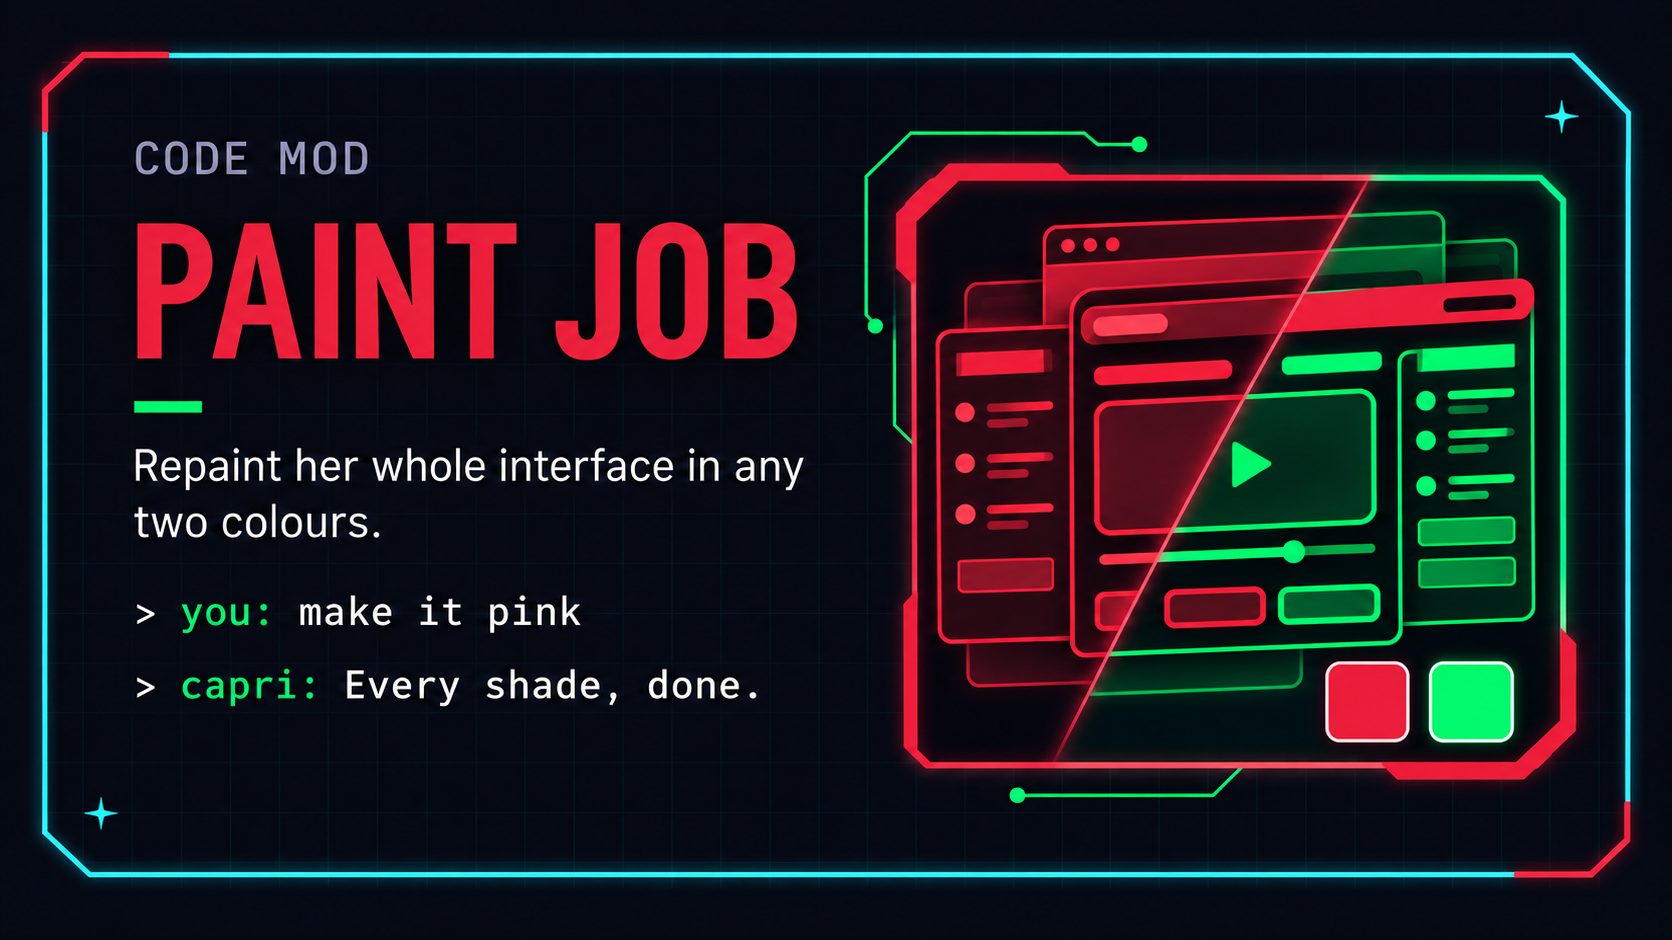 CODE MOD
PAINT JOB
Repaint her whole interface in any
two colours.
> you: make it pink
> capri: Every shade, done.